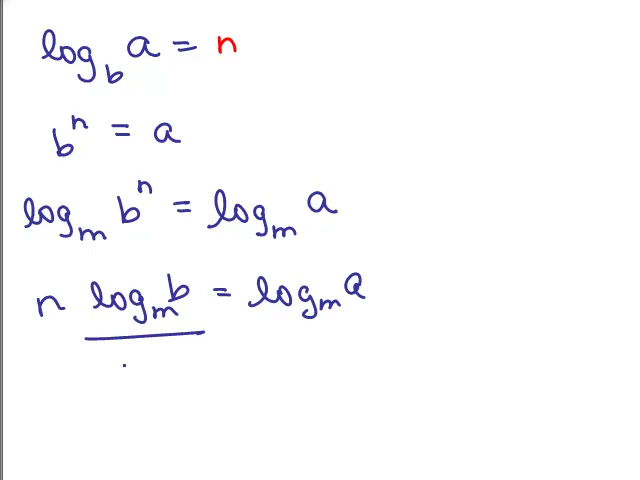 log_b a = n
b^n = a
log_m b^n = log_m a
n log_m b = log_m a